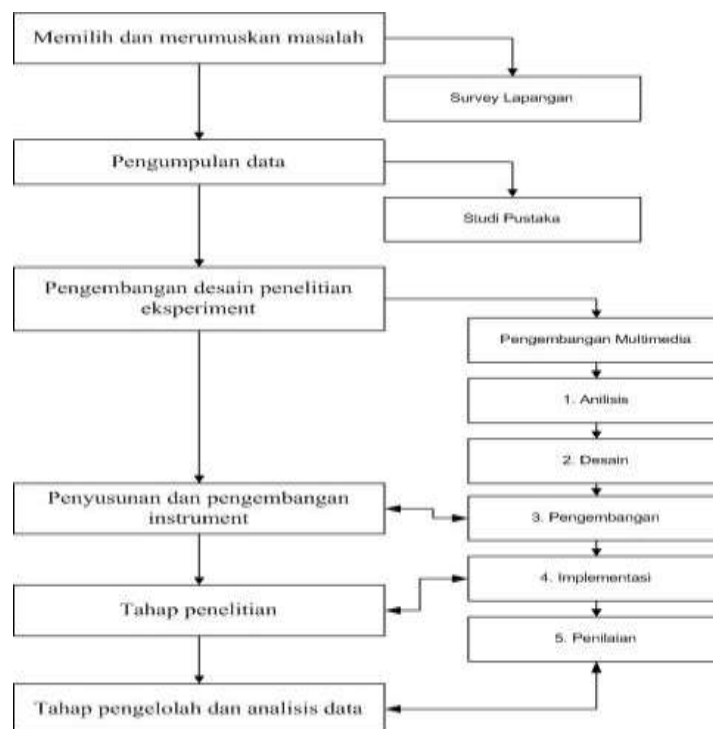 Memilih dan merumuskan masalah
Survey Lapangan
Pengumpulan data
Studi Pustaka
Pengembangan desain penelitian
eksperiment
Pengembangan Multimedia
1. Anilisis
2. Desain
Penyusunan dan pengembangan
instrument
3. Pengembangan
4. Implementasi
Tahap penelitian
5. Penilaian
Tahap pengelolah dan analisis data